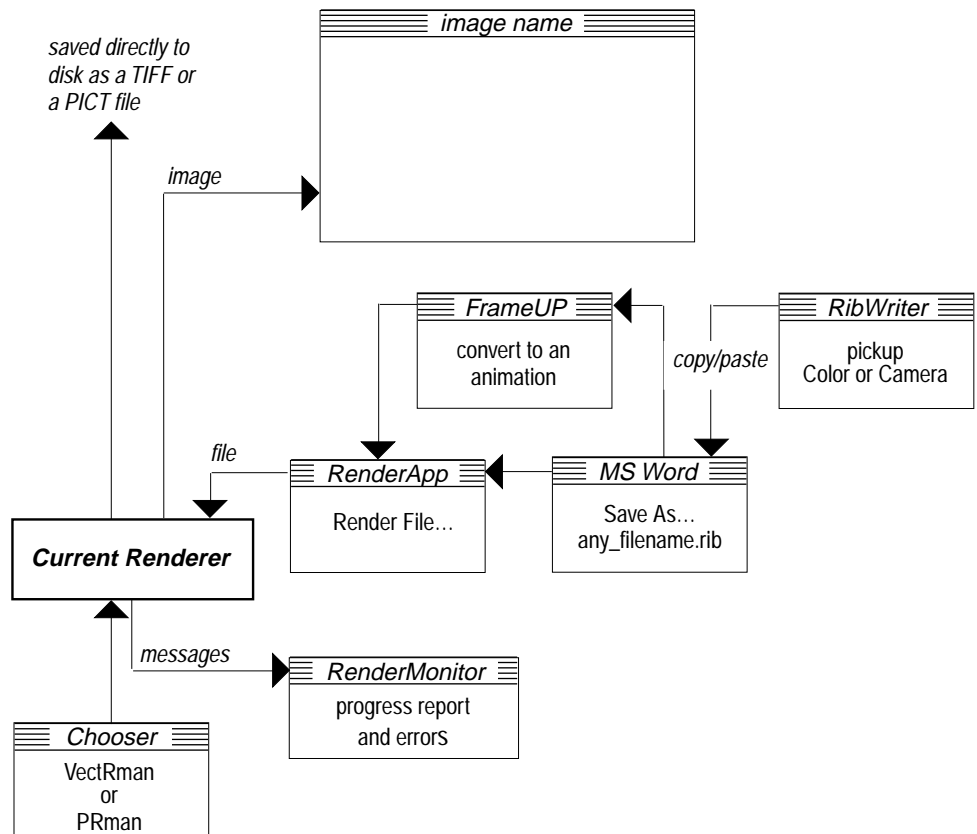 image name
saved directly to
disk as a TIFF or
a PICT file
image
FrameUP
convert to an
animation
RibWriter
pickup
Color or Camera
copy/paste
file
RenderApp
Render File…
MS Word
Save As…
any_filename.rib
Current Renderer
messages
RenderMonitor
progress report
and errors
Chooser
VectRman
or
PRman